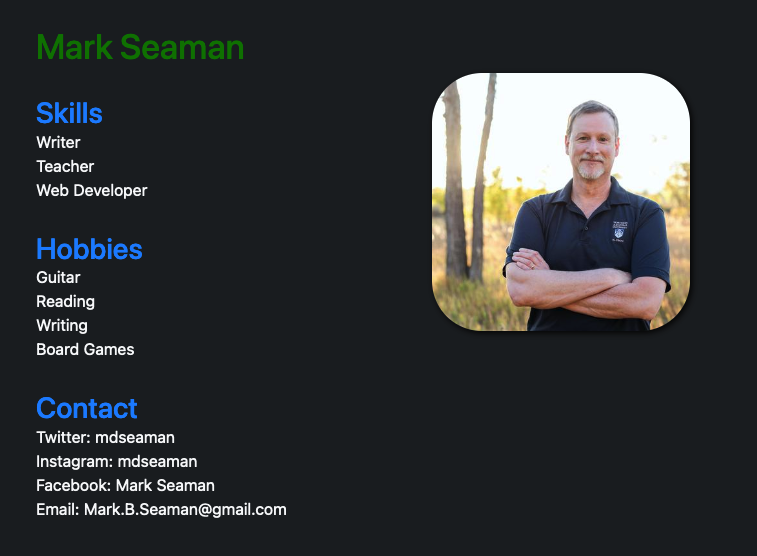 Mark Seaman
Skills
Writer
Teacher
Web Developer
Hobbies
Guitar
Reading
Writing
Board Games
Contact
Twitter: mdseaman
Instagram: mdseaman
Facebook: Mark Seaman
Email: Mark.B.Seaman@gmail.com